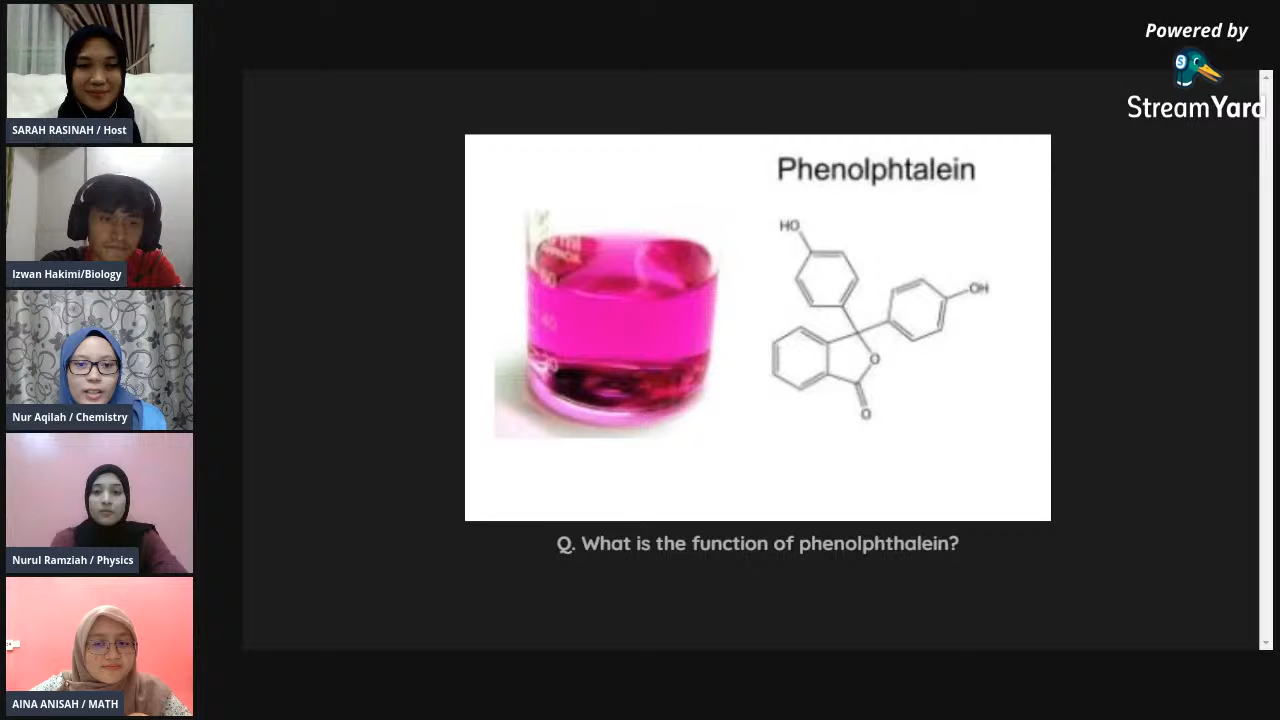 Powered by
StreamYard
SARAH RASINAH / Host
Izwan Hakimi/Biology
Nur Aqilah / Chemistry
Nurul Ramziah / Physics
AINA ANISAH / MATH
Phenolphtalein
HO
OH
O
O
Q. What is the function of phenolphthalein?